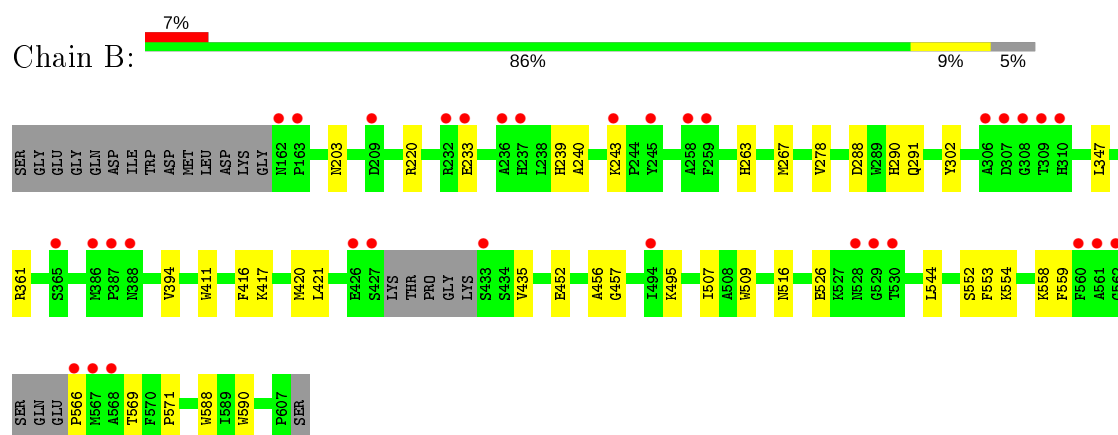 7%
Chain B:
86% 9% 5%
SER GLY GLU GLY GLN ASP ILE TRP ASP MET LEU ASP LYS GLY N162 P163 N203 D209 R220 R232 E233 A236 H237 L238 H239 A240 K243 P244 Y245 A258 F259 H263 M267 V278 D288 W289 H290 Q291 Y302 A306 D307 G308 T309 H310 L347
R361 S365 M386 P387 N388 V394 W411 F416 K417 M420 L421 E426 S427 LYS THR PRO GLY LYS S433 S434 V435 E452 A456 G457 I494 K495 I507 A508 W509 N516 E526 K527 N528 G529 T530 L544 S552 F553 K554 K558 F559 F560 A561 G562
SER GLN GLU P566 M567 A568 T569 F570 P571 W588 I589 W590 P607 SER